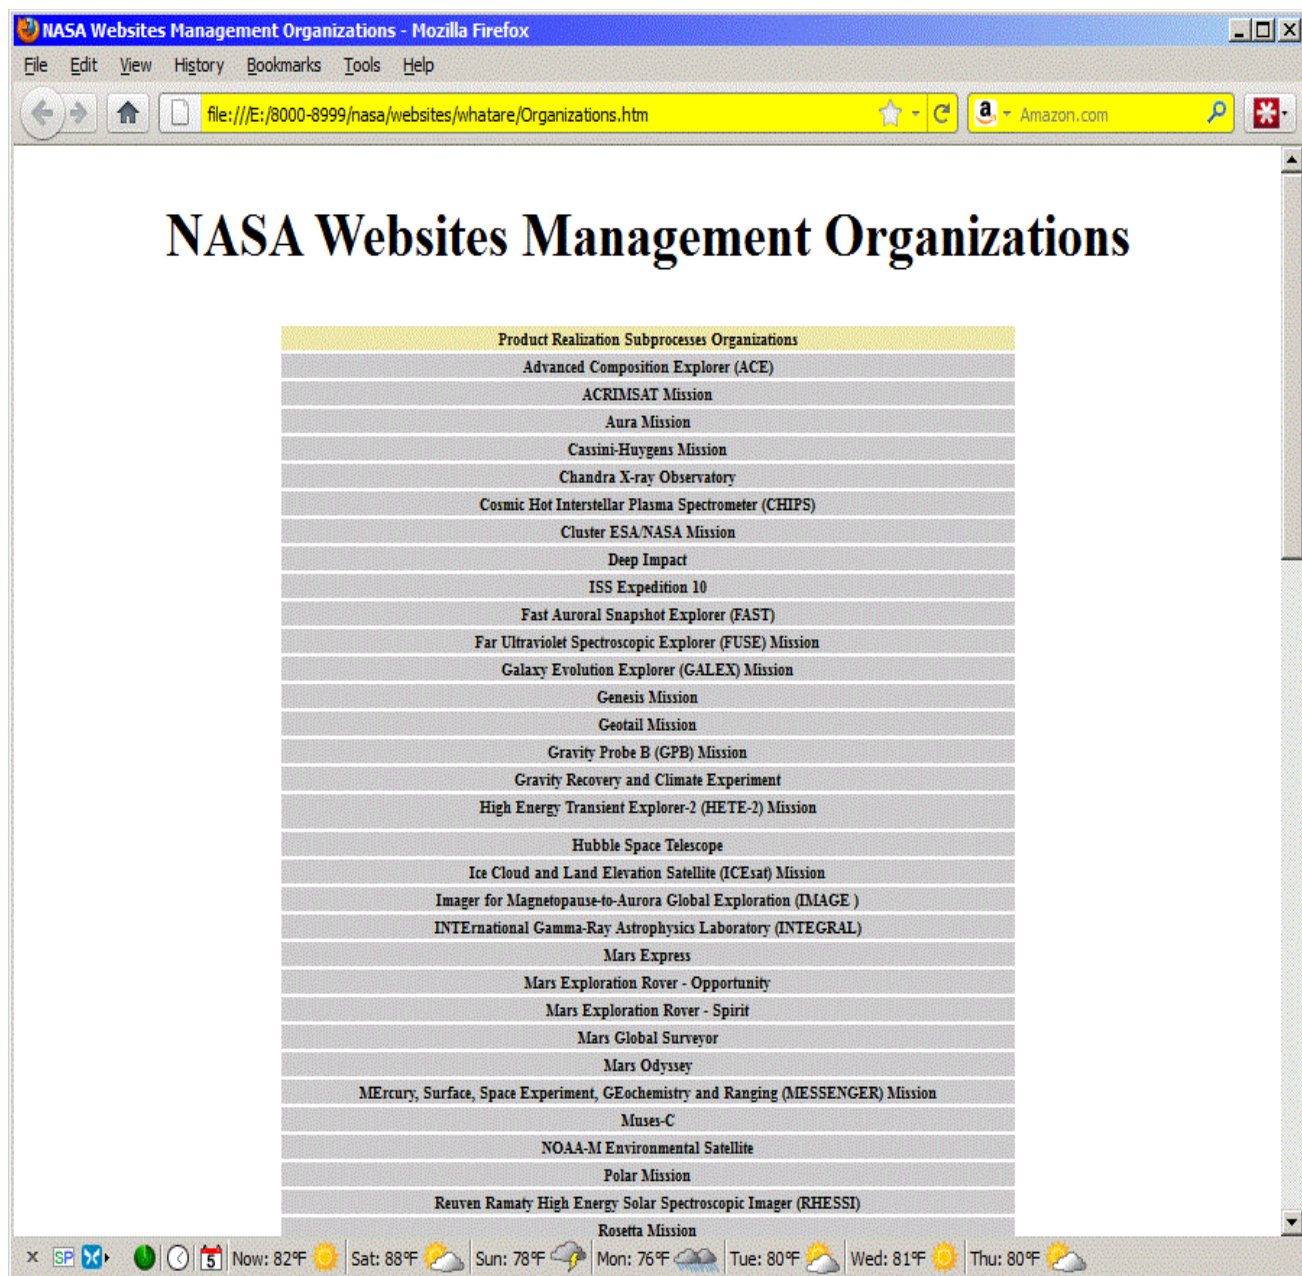 NASA Websites Management Organizations - Mozilla Firefox
File Edit View History Bookmarks Tools Help
file:///E:/8000-8999/nasa/websites/whatare/Organizations.htm
a Amazon.com
NASA Websites Management Organizations
Product Realization Subprocesses Organizations
Advanced Composition Explorer (ACE)
ACRIMSAT Mission
Aura Mission
Cassini-Huygens Mission
Chandra X-ray Observatory
Cosmic Hot Interstellar Plasma Spectrometer (CHIPS)
Cluster ESA/NASA Mission
Deep Impact
ISS Expedition 10
Fast Auroral Snapshot Explorer (FAST)
Far Ultraviolet Spectroscopic Explorer (FUSE) Mission
Galaxy Evolution Explorer (GALEX) Mission
Genesis Mission
Geotail Mission
Gravity Probe B (GPB) Mission
Gravity Recovery and Climate Experiment
High Energy Transient Explorer-2 (HETE-2) Mission
Hubble Space Telescope
Ice Cloud and Land Elevation Satellite (ICEsat) Mission
Imager for Magnetopause-to-Aurora Global Exploration (IMAGE )
INTErnational Gamma-Ray Astrophysics Laboratory (INTEGRAL)
Mars Express
Mars Exploration Rover - Opportunity
Mars Exploration Rover - Spirit
Mars Global Surveyor
Mars Odyssey
MErcury, Surface, Space Experiment, GEochemistry and Ranging (MESSENGER) Mission
Muses-C
NOAA-M Environmental Satellite
Polar Mission
Reuven Ramaty High Energy Solar Spectroscopic Imager (RHESSI)
Rosetta Mission
SP 5 Now: 82°F Sat: 88°F Sun: 78°F Mon: 76°F Tue: 80°F Wed: 81°F Thu: 80°F